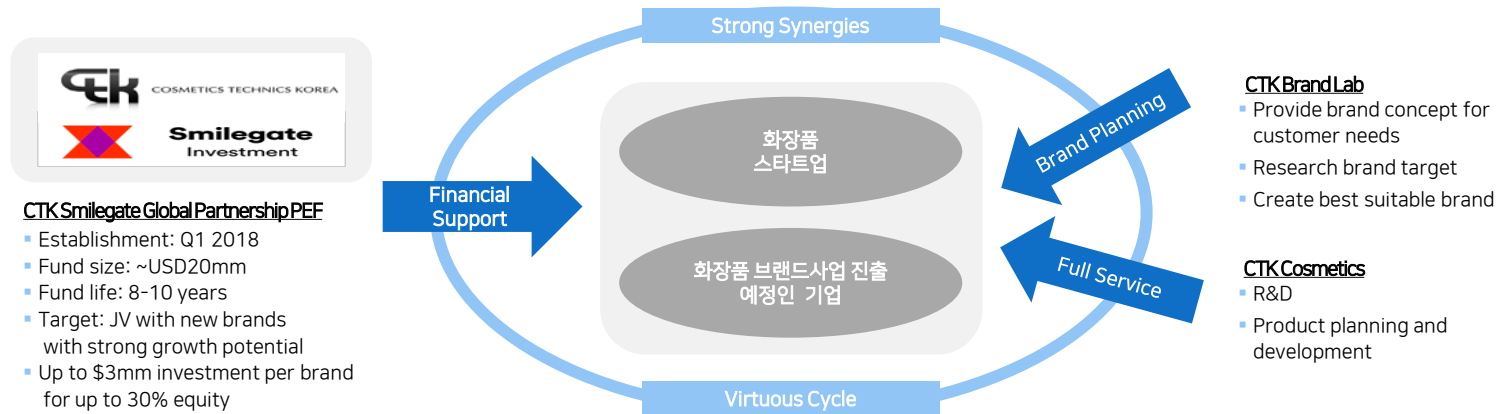 Strong Synergies
ctk COSMETICS TECHNICS KOREA
Smilegate
Investment
CTK Smilegate Global Partnership PEF
▪ Establishment: Q1 2018
▪ Fund size: ~USD20mm
▪ Fund life: 8-10 years
▪ Target: JV with new brands
with strong growth potential
▪ Up to $3mm investment per brand
for up to 30% equity
Financial
Support
화장품
스타트업
화장품 브랜드사업 진출
예정인 기업
Brand Planning
Full Service
CTK Brand Lab
▪ Provide brand concept for
customer needs
▪ Research brand target
▪ Create best suitable brand
CTK Cosmetics
▪ R&D
▪ Product planning and
development
Virtuous Cycle